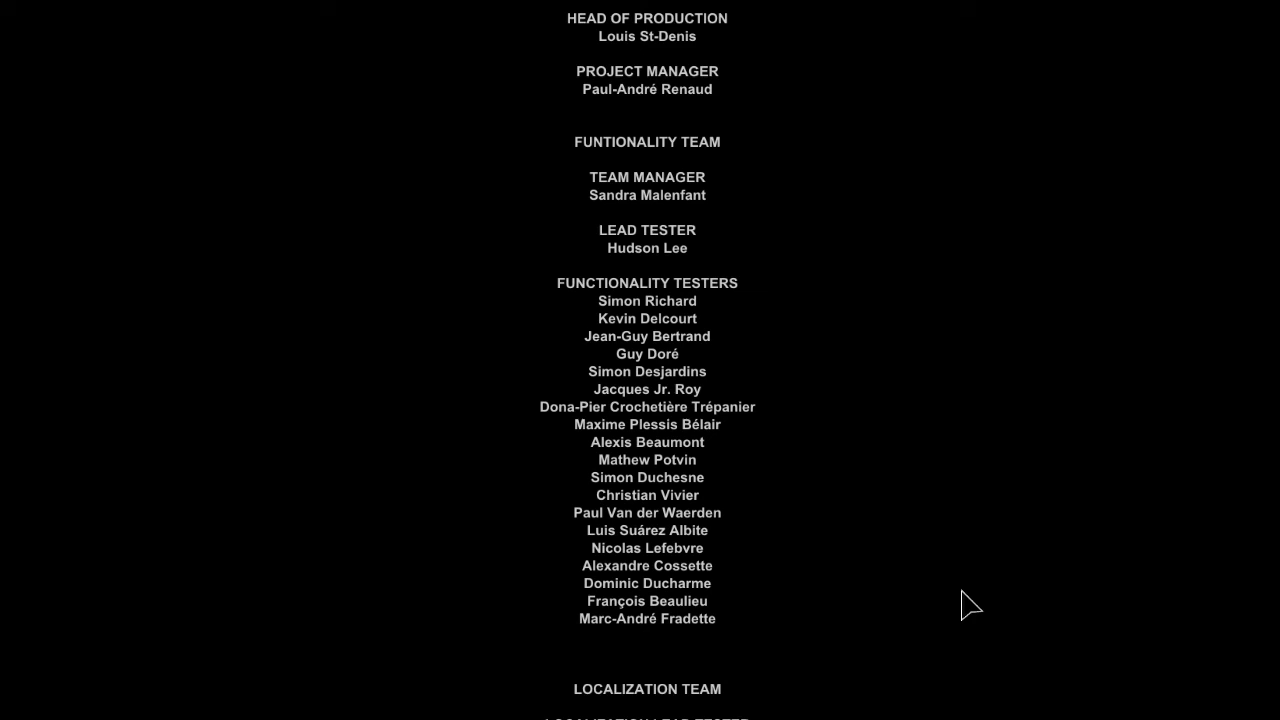 HEAD OF PRODUCTION
Louis St-Denis
PROJECT MANAGER
Paul-André Renaud
FUNTIONALITY TEAM
TEAM MANAGER
Sandra Malenfant
LEAD TESTER
Hudson Lee
FUNCTIONALITY TESTERS
Simon Richard
Kevin Delcourt
Jean-Guy Bertrand
Guy Doré
Simon Desjardins
Jacques Jr. Roy
Dona-Pier Crochetière Trépanier
Maxime Plessis Bélair
Alexis Beaumont
Mathew Potvin
Simon Duchesne
Christian Vivier
Paul Van der Waerden
Luis Suárez Albite
Nicolas Lefebvre
Alexandre Cossette
Dominic Ducharme
François Beaulieu
Marc-André Fradette
LOCALIZATION TEAM
LOCALIZATION LEAD TESTER